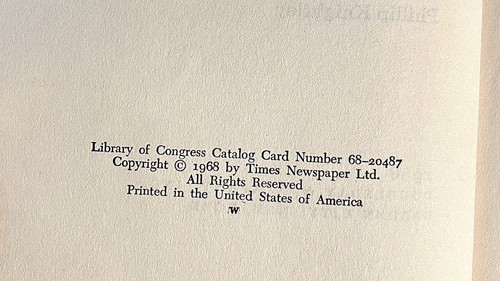 Library of Congress Catalog Card Number 68-20487
Copyright © 1968 by Times Newspaper Ltd.
All Rights Reserved
Printed in the United States of America
W